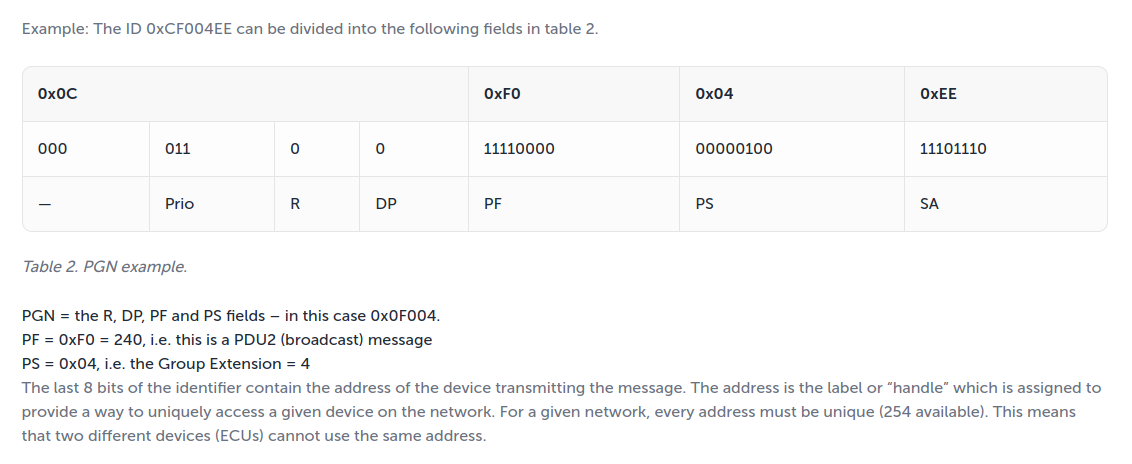 Example: The ID 0xCF004EE can be divided into the following fields in table 2.
0x0C 0xF0 0x04 0xEE
000 011 0 0 11110000 00000100 11101110
— Prio R DP PF PS SA
Table 2. PGN example.
PGN = the R, DP, PF and PS fields – in this case 0x0F004.
PF = 0xF0 = 240, i.e. this is a PDU2 (broadcast) message
PS = 0x04, i.e. the Group Extension = 4
The last 8 bits of the identifier contain the address of the device transmitting the message. The address is the label or “handle” which is assigned to
provide a way to uniquely access a given device on the network. For a given network, every address must be unique (254 available). This means
that two different devices (ECUs) cannot use the same address.